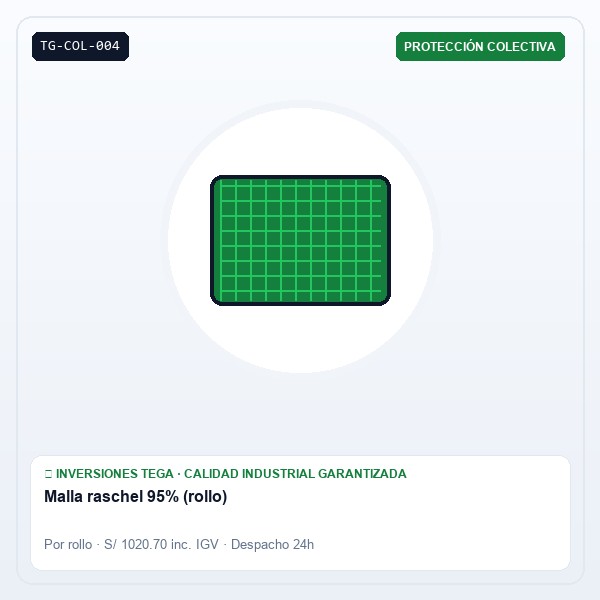 TG-COL-004
PROTECCIÓN COLECTIVA
INVERSIONES TEGA · CALIDAD INDUSTRIAL GARANTIZADA
Malla raschel 95% (rollo)
Por rollo · S/ 1020.70 inc. IGV · Despacho 24h